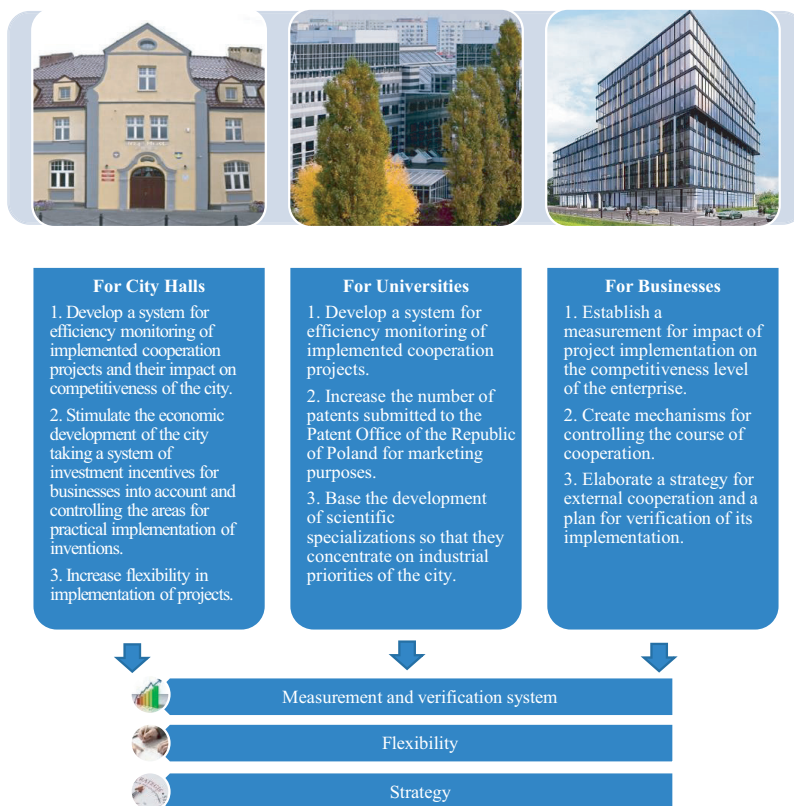 For City Halls
1. Develop a system for
efficiency monitoring of
implemented cooperation
projects and their impact on
competitiveness of the city.
2. Stimulate the economic
development of the city
taking a system of
investment incentives for
businesses into account and
controlling the areas for
practical implementation of
inventions.
3. Increase flexibility in
implementation of projects.
For Universities
1. Develop a system for
efficiency monitoring of
implemented cooperation
projects.
2. Increase the number of
patents submitted to the
Patent Office of the Republic
of Poland for marketing
purposes.
3. Base the development
of scientific
specializations so that they
concentrate on industrial
priorities of the city.
For Businesses
1. Establish a
measurement for impact of
project implementation on
the competitiveness level
of the enterprise.
2. Create mechanisms for
controlling the course of
cooperation.
3. Elaborate a strategy for
external cooperation and a
plan for verification of its
implementation.
Measurement and verification system
Flexibility
Strategy